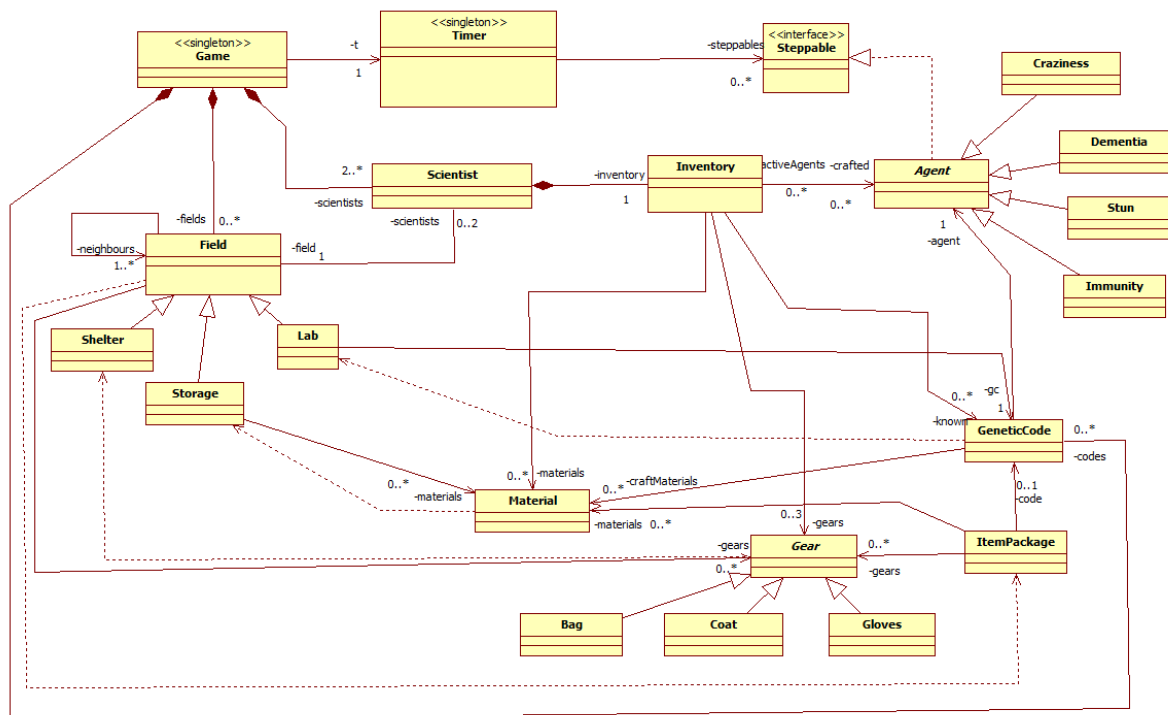 <<singleton>>
Game
-t
1
<<singleton>>
Timer
-steppables
0..*
<<interface>>
Steppable
Craziness
Dementia
Stun
Immunity
2..*
-scientists
Scientist
-scientists
0..2
-inventory
1
Inventory
activeAgents
0..*
-crafted
0..*
Agent
1
-agent
-fields
0..*
-neighbours
1..*
Field
-field
1
Shelter
Lab
Storage
0..*
-known
-gc
1
GeneticCode
0..*
-codes
0..*
-materials
0..*
-materials
0..*
-craftMaterials
Material
-materials
0..*
0..1
-code
0..3
-gears
-gears
0..*
Gear
0..*
-gears
ItemPackage
Bag
Coat
Gloves